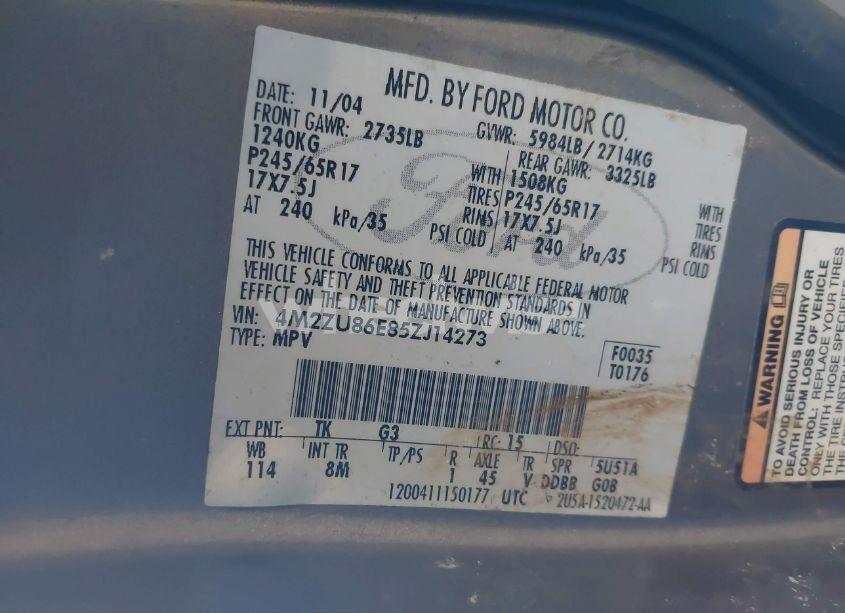 MFD. BY FORD MOTOR CO.
DATE: 11/04 GVWR: 5984LB/ 2714KG
FRONT GAWR: 2735LB REAR GAWR: 3325LB
1240KG WITH 1508KG WITH
P245/65R17 TIRES P245/65R17 TIRES
17X7.5J RIMS 17X7.5J RIMS
AT 240 kPa/35 PSI COLD AT 240 kPa/35 PSI COLD
Ford
THIS VEHICLE CONFORMS TO ALL APPLICABLE FEDERAL MOTOR
VEHICLE SAFETY AND THEFT PREVENTION STANDARDS IN
EFFECT ON THE DATE OF MANUFACTURE SHOWN ABOVE.
VIN: 4M2ZU86E85ZJ14273
TYPE: MPV
F0035
T0176
EXT PNT: TK G3 RC: 15 DSO:
WB INT TR TP/PS R AXLE TR SPR 5U51A
114 8M 1 45 V DDBB GOB
1200411150177 UTC 2U5A-1520472-AA
WARNING
TO AVOID SERIOUS INJURY OR
DEATH FROM LOSS OF VEHICLE
CONTROL: REPLACE YOUR TIRES
ONLY WITH THOSE SPECIFIED